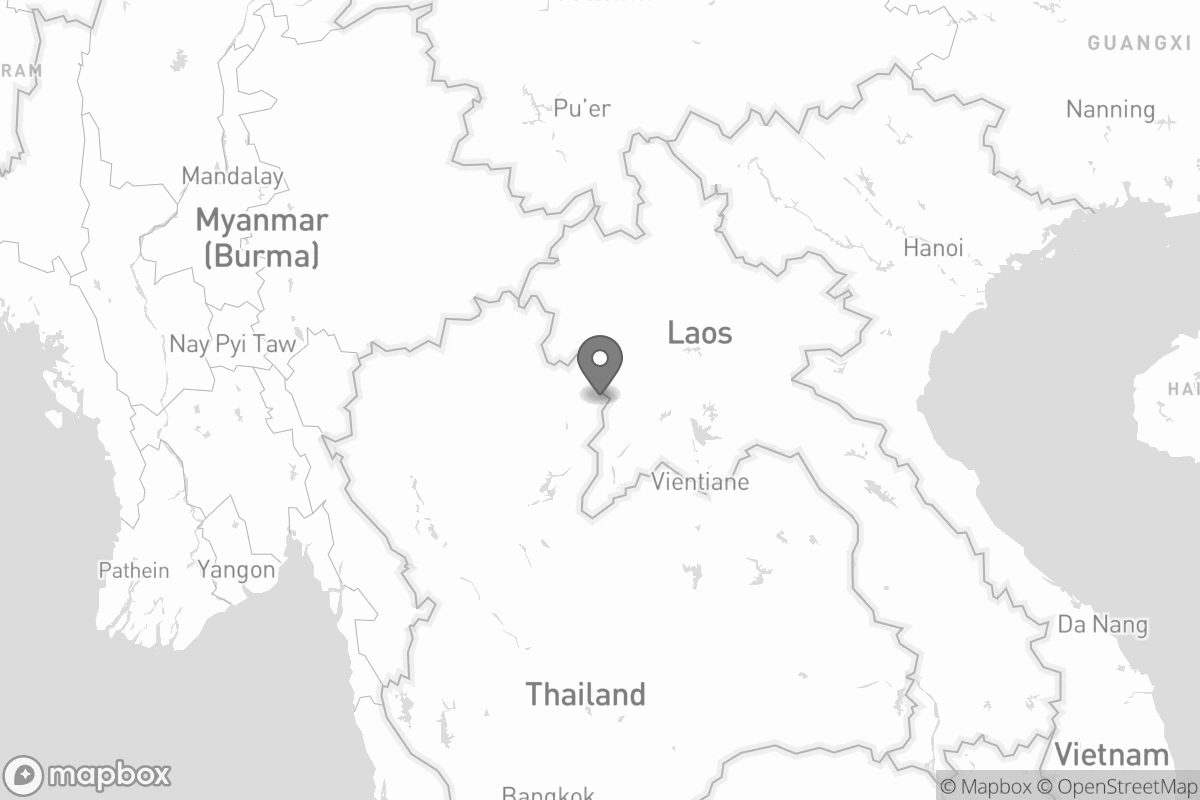 GUANGXI
RAM
Pu’er
Nanning
Mandalay
Myanmar
(Burma)
Hanoi
Laos
Nay Pyi Taw
HAI
Vientiane
Pathein
Yangon
Da Nang
Thailand
Vietnam
mapbox
© Mapbox © OpenStreetMap
Bangkok